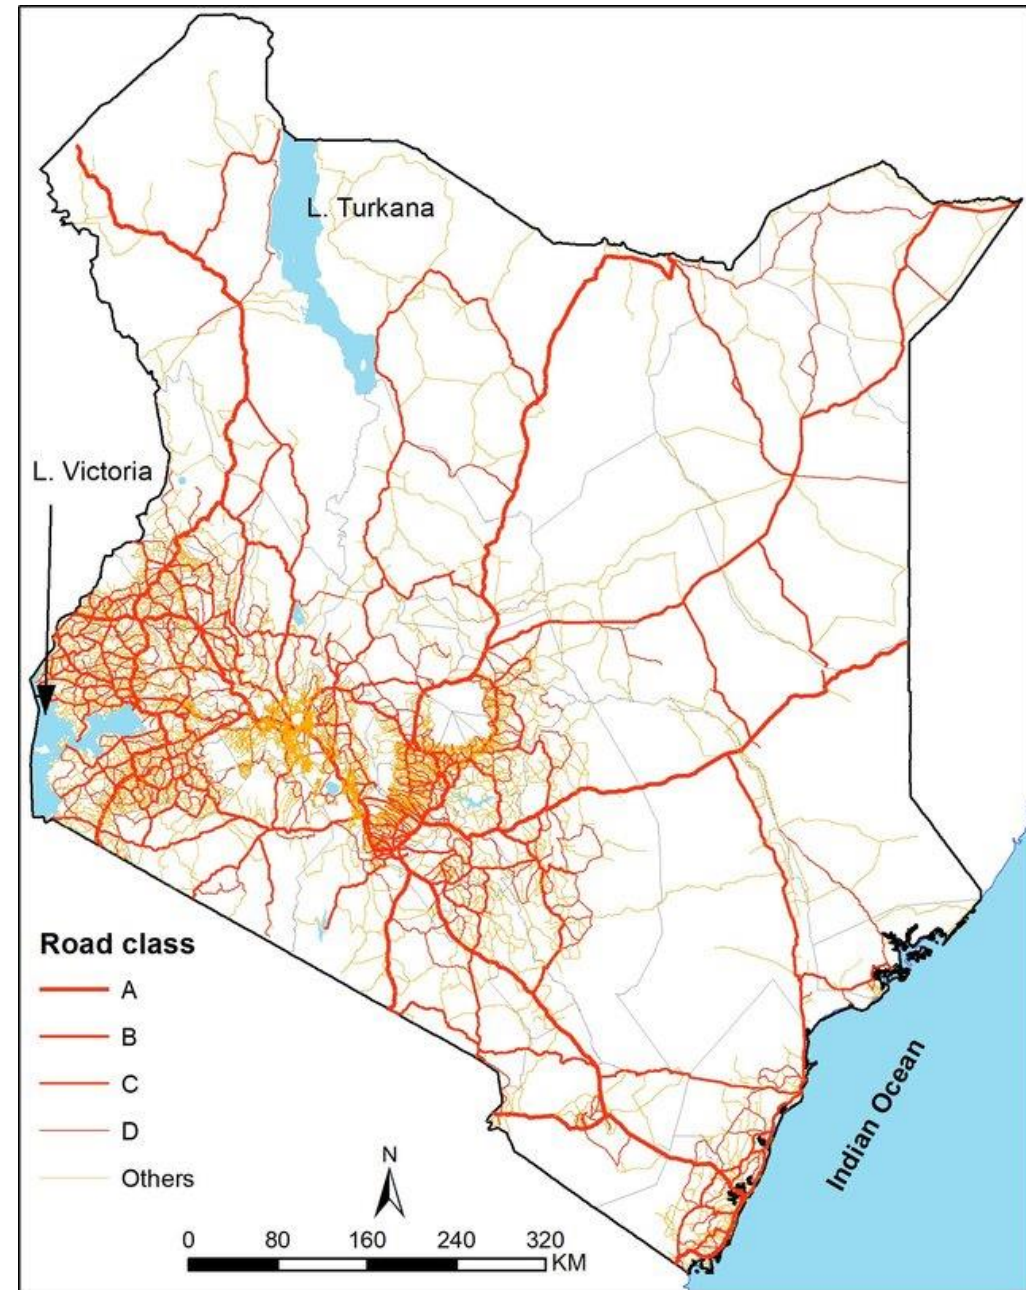 L. Turkana
L. Victoria
Road class
A
B
C
D
Others
N
0 80 160 240 320
KM
Indian Ocean